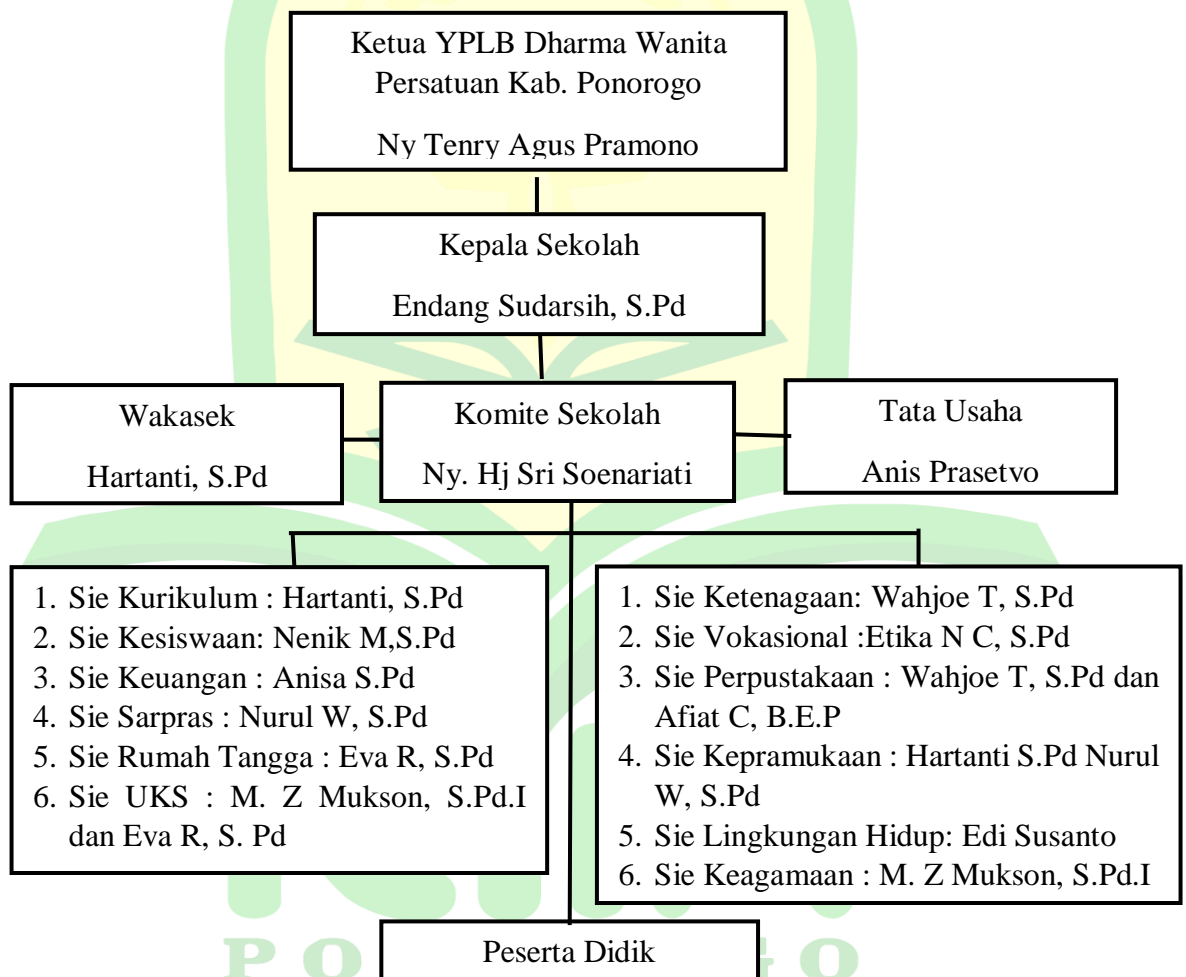 Ketua YPLB Dharma Wanita
Persatuan Kab. Ponorogo
Ny Tenry Agus Pramono
Kepala Sekolah
Endang Sudarsih, S.Pd
Wakasek
Hartanti, S.Pd
Komite Sekolah
Ny. Hj Sri Soenariati
Tata Usaha
Anis Prasetyo
1. Sie Kurikulum : Hartanti, S.Pd
2. Sie Kesiswaan: Nenik M,S.Pd
3. Sie Keuangan : Anisa S.Pd
4. Sie Sarpras : Nurul W, S.Pd
5. Sie Rumah Tangga : Eva R, S.Pd
6. Sie UKS : M. Z Mukson, S.Pd.I
dan Eva R, S. Pd
1. Sie Ketenagaan: Wahjoe T, S.Pd
2. Sie Vokasional :Etika N C, S.Pd
3. Sie Perpustakaan : Wahjoe T, S.Pd dan
Afiat C, B.E.P
4. Sie Kepramukaan : Hartanti S.Pd Nurul
W, S.Pd
5. Sie Lingkungan Hidup: Edi Susanto
6. Sie Keagamaan : M. Z Mukson, S.Pd.I
Peserta Didik